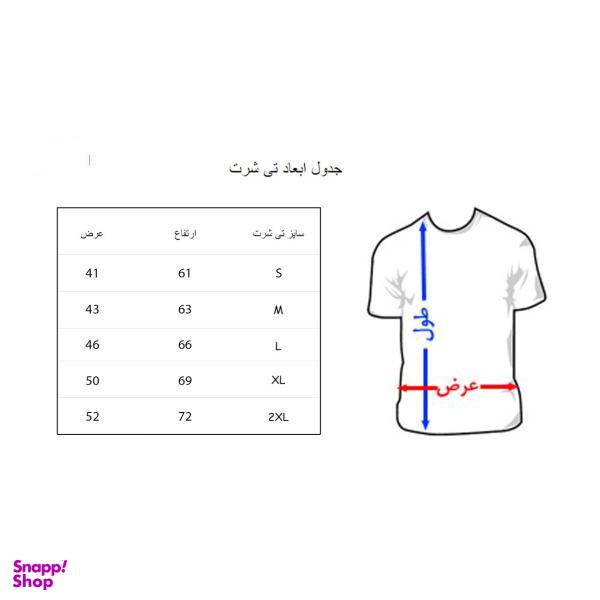 جدول ابعاد تی شرت
سایز تی شرت ارتفاع عرض
S 61 41
M 63 43
L 66 46
XL 69 50
2XL 72 52
طول
عرض
Snapp!
Shop